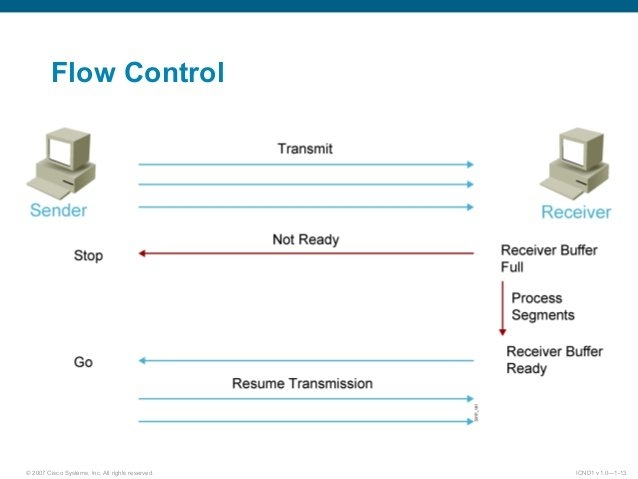 Flow Control
Transmit
Sender
Receiver
Not Ready
Stop
Receiver Buffer
Full
Process
Segments
Receiver Buffer
Ready
Go
Resume Transmission
© 2007 Cisco Systems, Inc. All rights reserved.
ICND1 v1.0—1-13